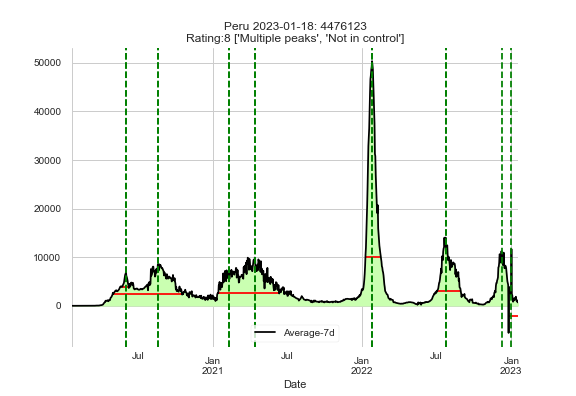 Peru 2023-01-18: 4476123
Rating:8 ['Multiple peaks', 'Not in control']
50000
40000
30000
20000
10000
0
Jul
Jan
2021
Jul
Jan
2022
Jul
Jan
2023
Average-7d
Date